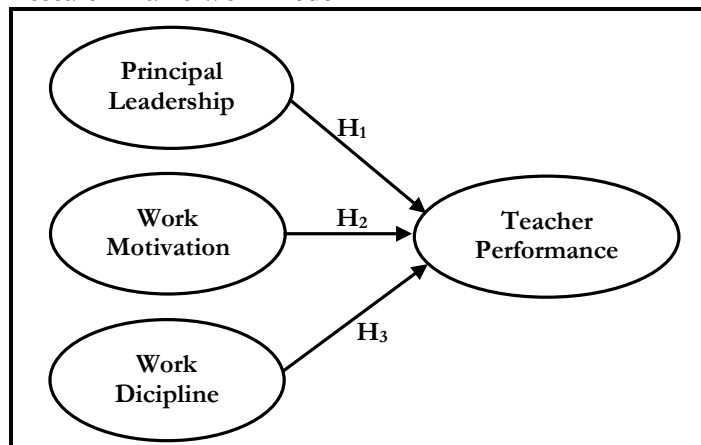 Principal
Leadership
H₁
Work
Motivation
H₂
Teacher
Performance
H₃
Work
Dicipline